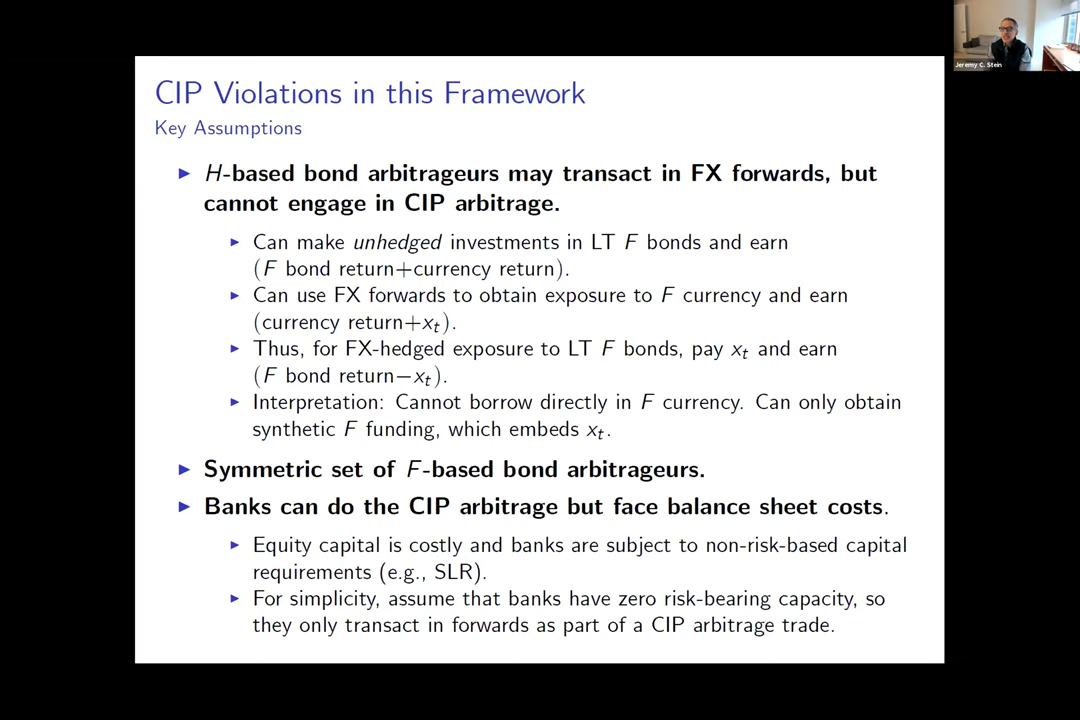 CIP Violations in this Framework
Key Assumptions
▶ H-based bond arbitrageurs may transact in FX forwards, but
cannot engage in CIP arbitrage.
▶ Can make unhedged investments in LT F bonds and earn
(F bond return+currency return).
▶ Can use FX forwards to obtain exposure to F currency and earn
(currency return+xₜ).
▶ Thus, for FX-hedged exposure to LT F bonds, pay xₜ and earn
(F bond return−xₜ).
▶ Interpretation: Cannot borrow directly in F currency. Can only obtain
synthetic F funding, which embeds xₜ.
▶ Symmetric set of F-based bond arbitrageurs.
▶ Banks can do the CIP arbitrage but face balance sheet costs.
▶ Equity capital is costly and banks are subject to non-risk-based capital
requirements (e.g., SLR).
▶ For simplicity, assume that banks have zero risk-bearing capacity, so
they only transact in forwards as part of a CIP arbitrage trade.
Jeremy C. Stein